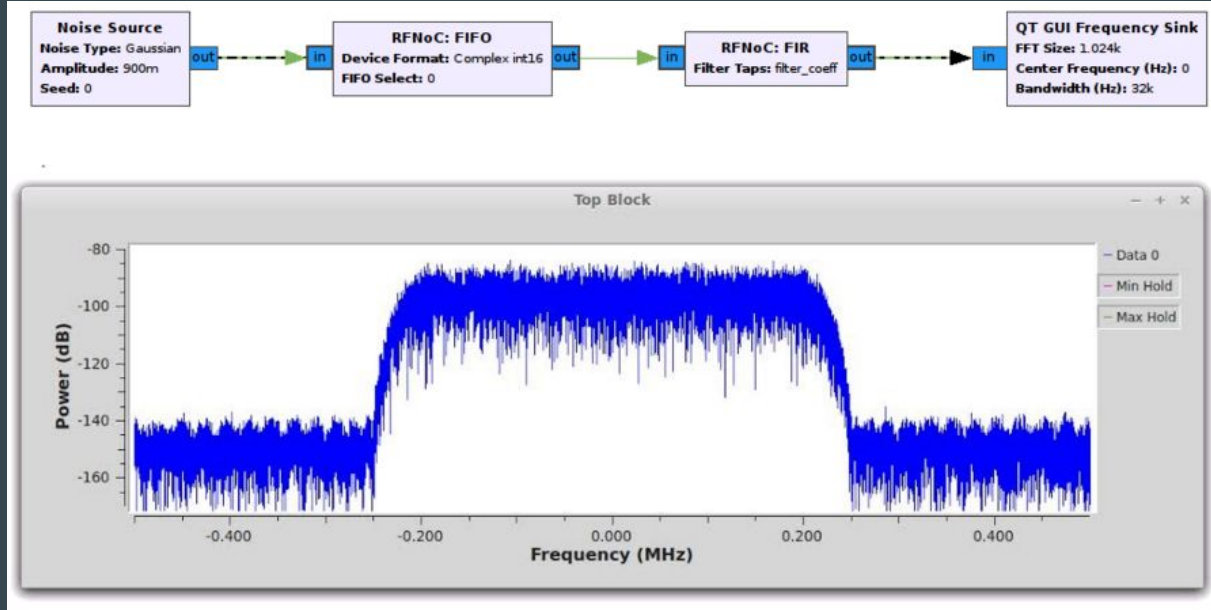 Noise Source
Noise Type: Gaussian
Amplitude: 900m
Seed: 0
out
in
RFNoC: FIFO
Device Format: Complex int16
FIFO Select: 0
out
in
RFNoC: FIR
Filter Taps: filter_coeff
out
in
QT GUI Frequency Sink
FFT Size: 1.024k
Center Frequency (Hz): 0
Bandwidth (Hz): 32k
Top Block
Power (dB)
-80
-100
-120
-140
-160
-0.400
-0.200
0.000
0.200
0.400
Frequency (MHz)
Data 0
Min Hold
Max Hold